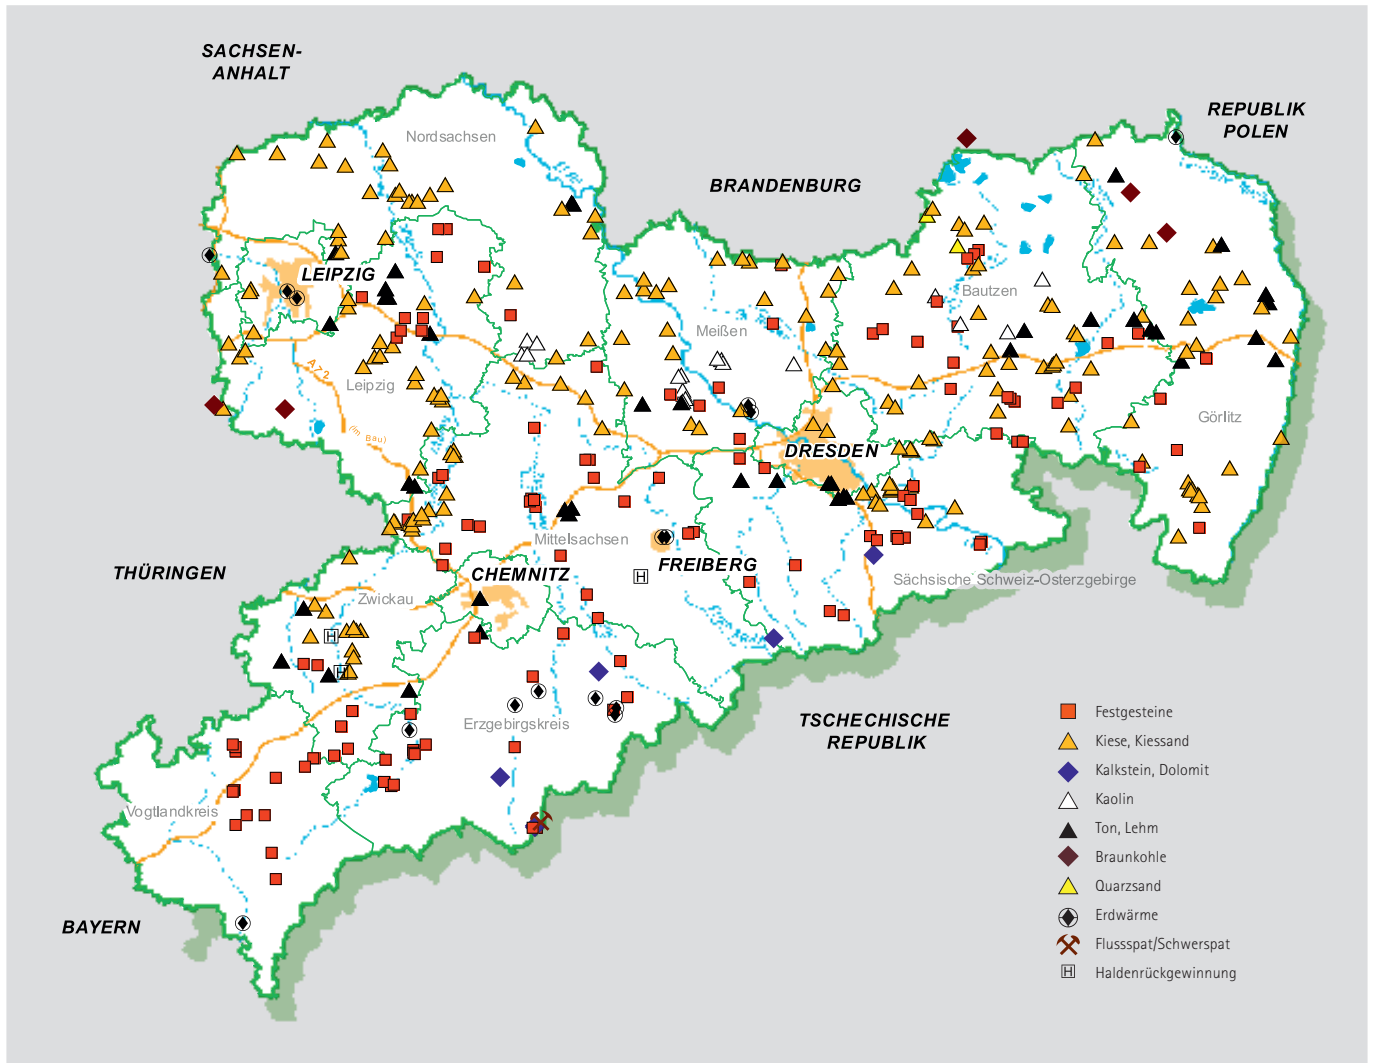 SACHSEN-
ANHALT
REPUBLIK
POLEN
Nordsachsen
BRANDENBURG
LEIPZIG
Bautzen
Meißen
A 72
Leipzig
Görlitz
(im Bau)
DRESDEN
Mittelsachsen
FREIBERG
THÜRINGEN
CHEMNITZ
H
Sächsische Schweiz-Osterzgebirge
Zwickau
H
H
Erzgebirgskreis
TSCHECHISCHE
REPUBLIK
Vogtlandkreis
BAYERN
Festgesteine
Kiese, Kiessand
Kalkstein, Dolomit
Kaolin
Ton, Lehm
Braunkohle
Quarzsand
Erdwärme
Flussspat/Schwerspat
H Haldenrückgewinnung